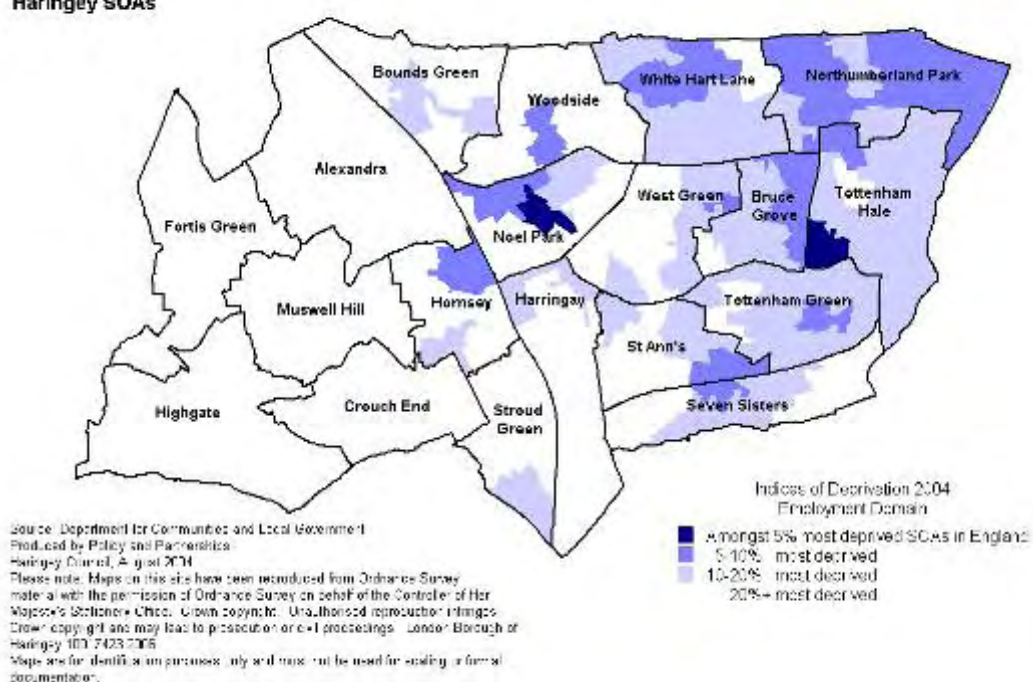 Haringey SOAs
Bounds Green
White Hart Lane
Northumberland Park
Woodside
Alexandra
West Green
Bruce
Grove
Tottenham
Hale
Fortis Green
Noel Park
Muswell Hill
Hornsey
Harringay
Tottenham Green
St Ann's
Highgate
Crouch End
Stroud
Green
Seven Sisters
Indices of Deprivation 2004
Employment Domain
Amongst 5% most deprived SOAs in England
5-10% most deprived
10-20% most deprived
20%+ most deprived
Source: Department for Communities and Local Government
Produced by Policy and Partnerships
Haringey Council, August
Please note: Maps on this site have been reproduced from Ordnance Survey
material with the permission of Ordnance Survey on behalf of the Controller of Her
Majesty's Stationery Office. Crown copyright. Unauthorised reproduction infringes
Crown copyright and may lead to prosecution or civil proceedings. London Borough of
Haringey
Maps are for identification purposes only and must not be used for scaling or formal
documentation.